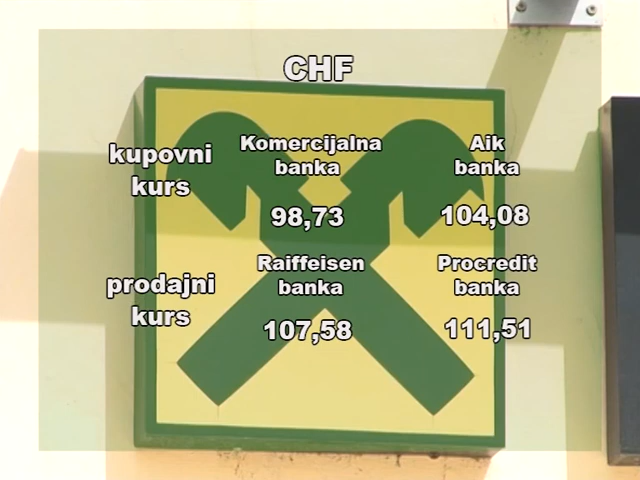 CHF
kupovni
kurs
Komercijalna
banka
98,73
Aik
banka
104,08
prodajni
kurs
Raiffeisen
banka
107,58
Procredit
banka
111,51